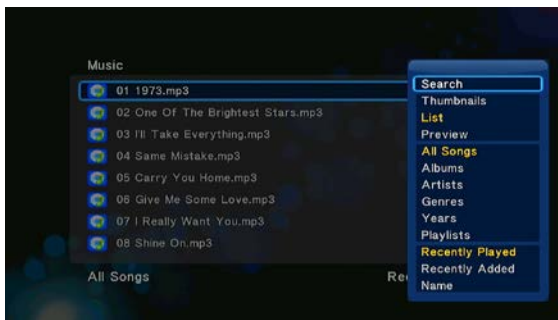 Music
01 1973.mp3
02 One Of The Brightest Stars.mp3
03 I'll Take Everything.mp3
04 Same Mistake.mp3
05 Carry You Home.mp3
06 Give Me Some Love.mp3
07 I Really Want You.mp3
08 Shine On.mp3
All Songs
Search
Thumbnails
List
Preview
All Songs
Albums
Artists
Genres
Years
Playlists
Recently Played
Recently Added
Name